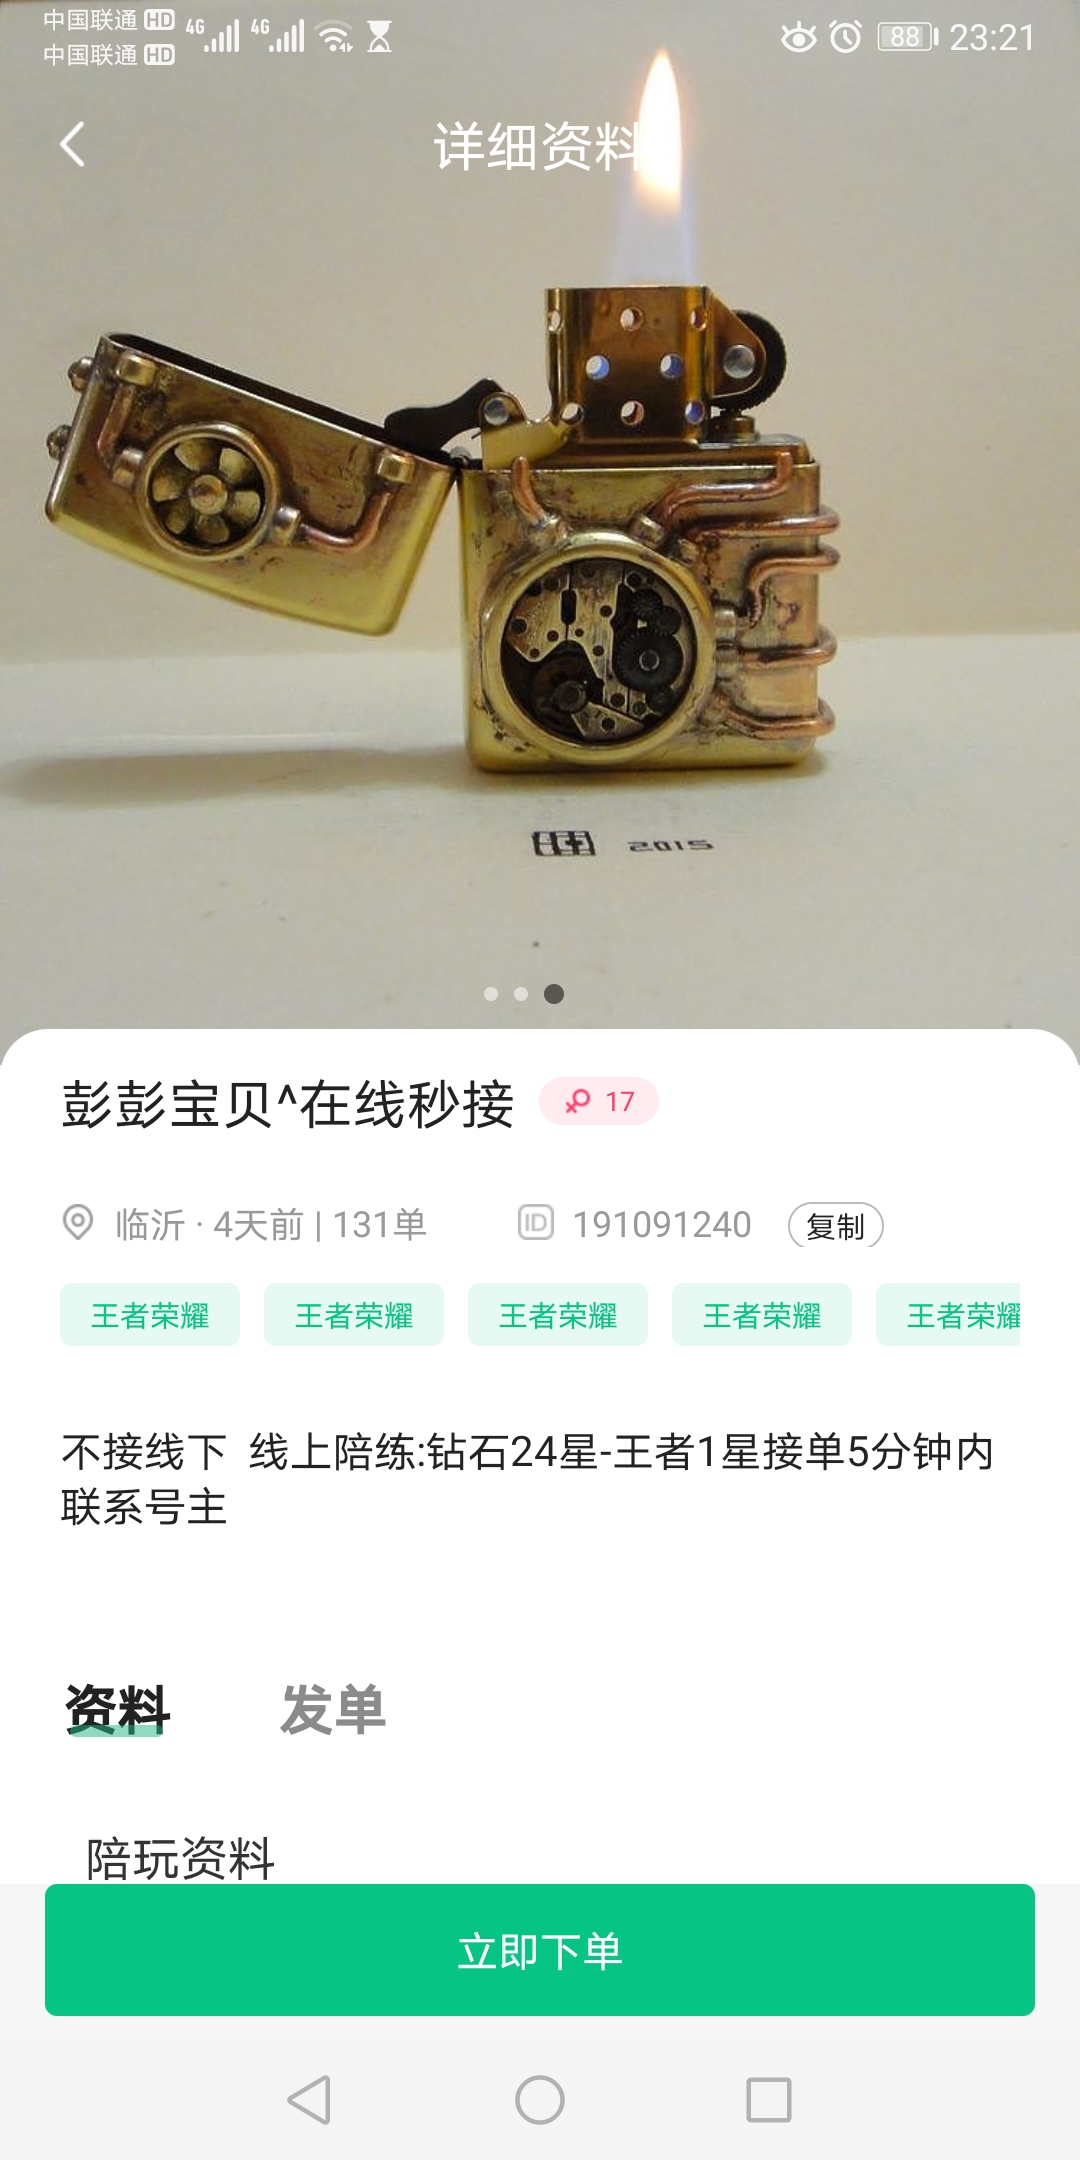 中国联通 HD 4G 4G 88 23:21
中国联通 HD
详细资料
2015
彭彭宝贝^在线秒接 17
临沂 · 4天前 | 131单 ID 191091240 复制
王者荣耀 王者荣耀 王者荣耀 王者荣耀 王者荣耀
不接线下 线上陪练:钻石24星-王者1星接单5分钟内
联系号主
资料 发单
陪玩资料
立即下单